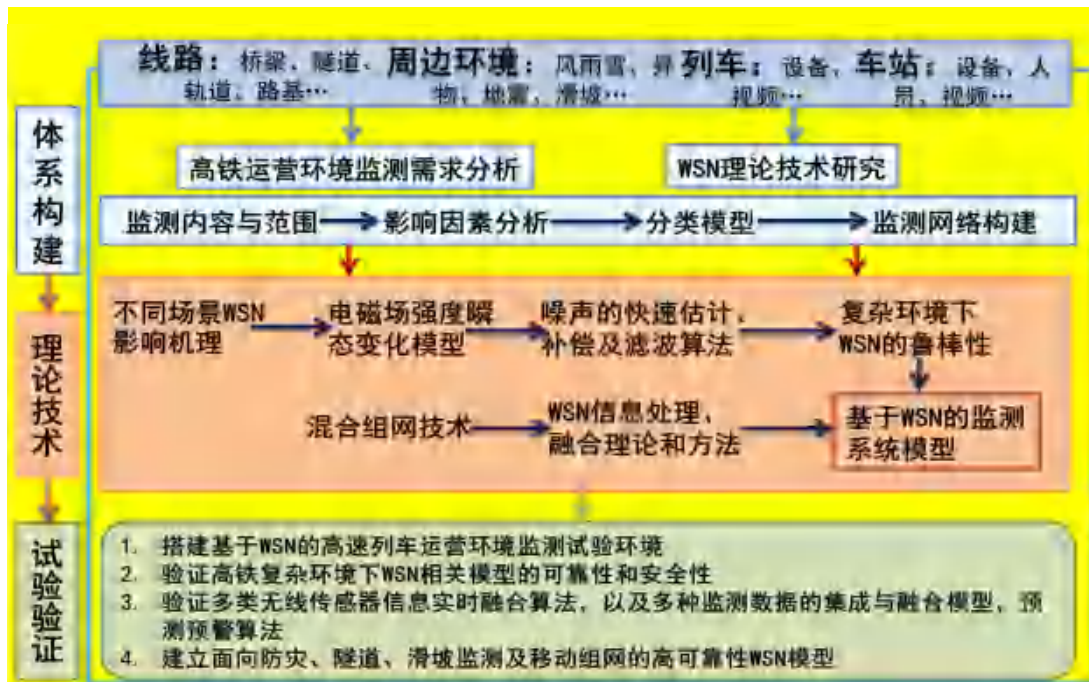 线路：桥梁、隧道、
轨道、路基…
周边环境：风雨雪、异
物、地震、滑坡…
列车：设备、
视频…
车站：设备、人
员、视频…
体系构建
高铁运营环境监测需求分析
WSN理论技术研究
监测内容与范围
影响因素分析
分类模型
监测网络构建
理论技术
不同场景WSN
影响机理
电磁场强度瞬
态变化模型
噪声的快速估计、
补偿及滤波算法
复杂环境下
WSN的鲁棒性
混合组网技术
WSN信息处理、
融合理论和方法
基于WSN的监测
系统模型
试验验证
1. 搭建基于WSN的高速列车运营环境监测试验环境
2. 验证高铁复杂环境下WSN相关模型的可靠性和安全性
3. 验证多类无线传感器信息实时融合算法，以及多种监测数据的集成与融合模型，预
测预警算法
4. 建立面向防灾、隧道、滑坡监测及移动组网的高可靠性WSN模型